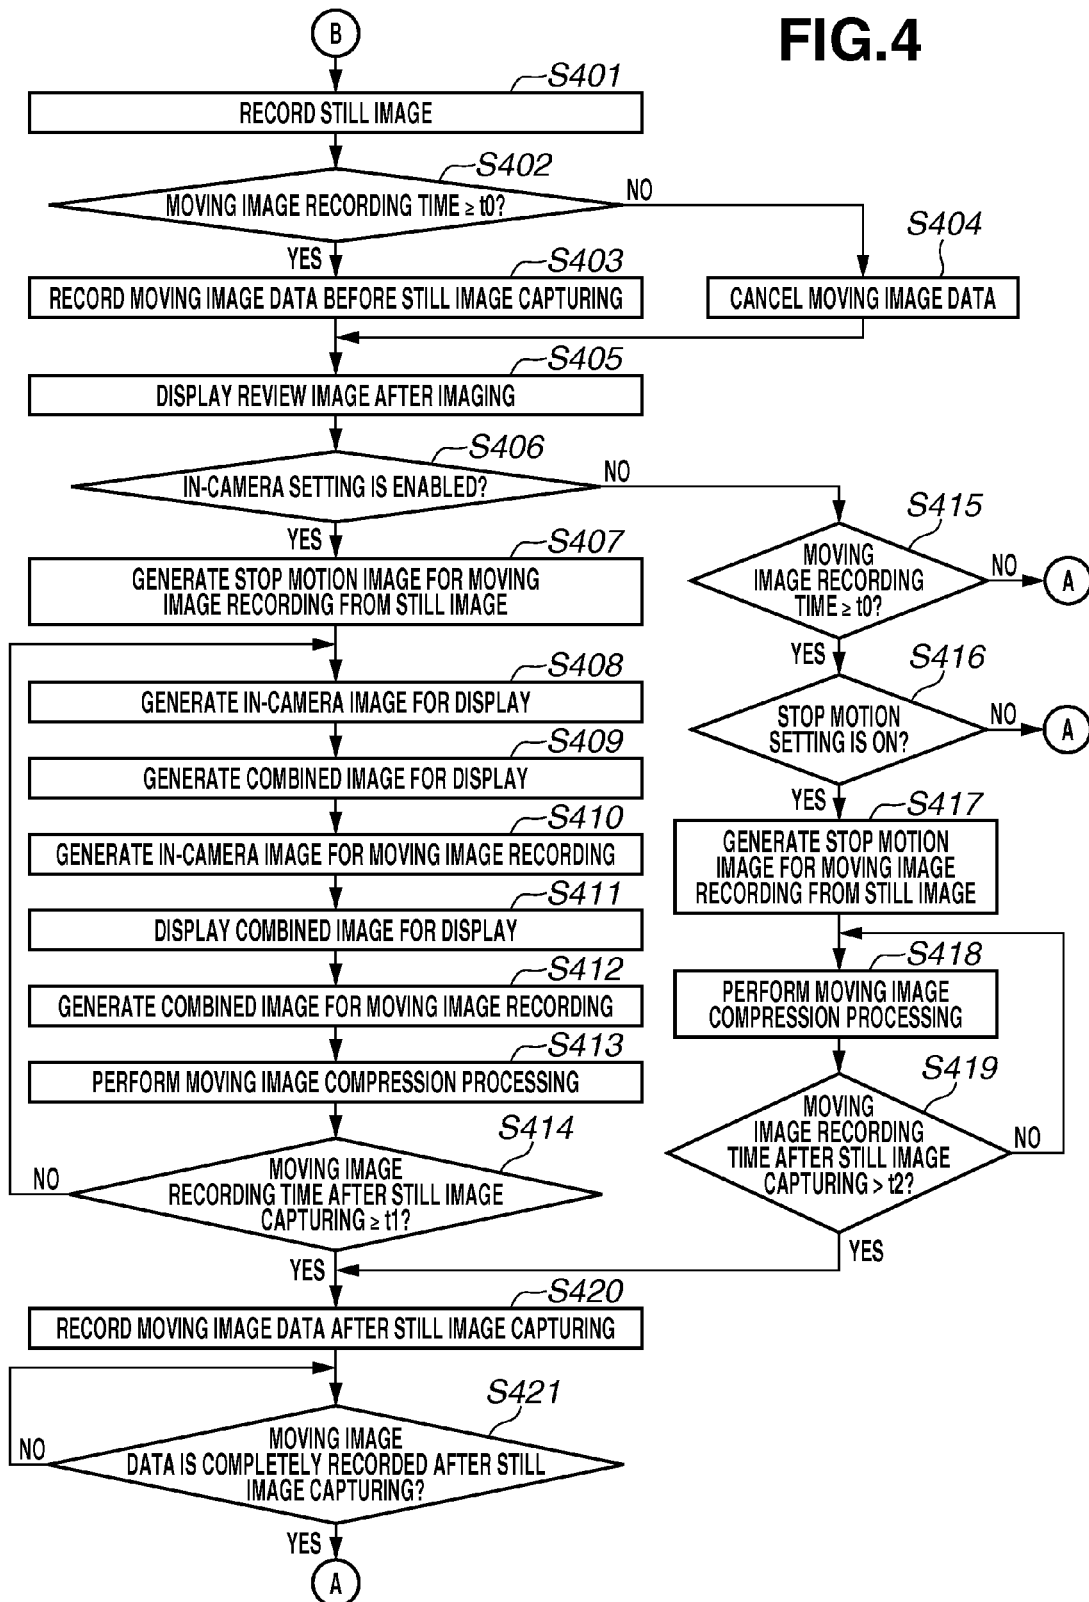 FIG.4
B
S401
RECORD STILL IMAGE
S402
MOVING IMAGE RECORDING TIME ≥ t0?
NO
YES
S403
RECORD MOVING IMAGE DATA BEFORE STILL IMAGE CAPTURING
S404
CANCEL MOVING IMAGE DATA
S405
DISPLAY REVIEW IMAGE AFTER IMAGING
S406
IN-CAMERA SETTING IS ENABLED?
NO
YES
S407
GENERATE STOP MOTION IMAGE FOR MOVING
IMAGE RECORDING FROM STILL IMAGE
S408
GENERATE IN-CAMERA IMAGE FOR DISPLAY
S409
GENERATE COMBINED IMAGE FOR DISPLAY
S410
GENERATE IN-CAMERA IMAGE FOR MOVING IMAGE RECORDING
S411
DISPLAY COMBINED IMAGE FOR DISPLAY
S412
GENERATE COMBINED IMAGE FOR MOVING IMAGE RECORDING
S413
PERFORM MOVING IMAGE COMPRESSION PROCESSING
S414
MOVING IMAGE
RECORDING TIME AFTER STILL IMAGE
CAPTURING ≥ t1?
NO
YES
S415
MOVING
IMAGE RECORDING
TIME ≥ t0?
NO
A
YES
S416
STOP MOTION
SETTING IS ON?
NO
A
YES
S417
GENERATE STOP MOTION
IMAGE FOR MOVING IMAGE
RECORDING FROM STILL IMAGE
S418
PERFORM MOVING IMAGE
COMPRESSION PROCESSING
S419
MOVING
IMAGE RECORDING
TIME AFTER STILL IMAGE
CAPTURING > t2?
NO
YES
S420
RECORD MOVING IMAGE DATA AFTER STILL IMAGE CAPTURING
S421
MOVING IMAGE
DATA IS COMPLETELY RECORDED AFTER STILL
IMAGE CAPTURING?
NO
YES
A